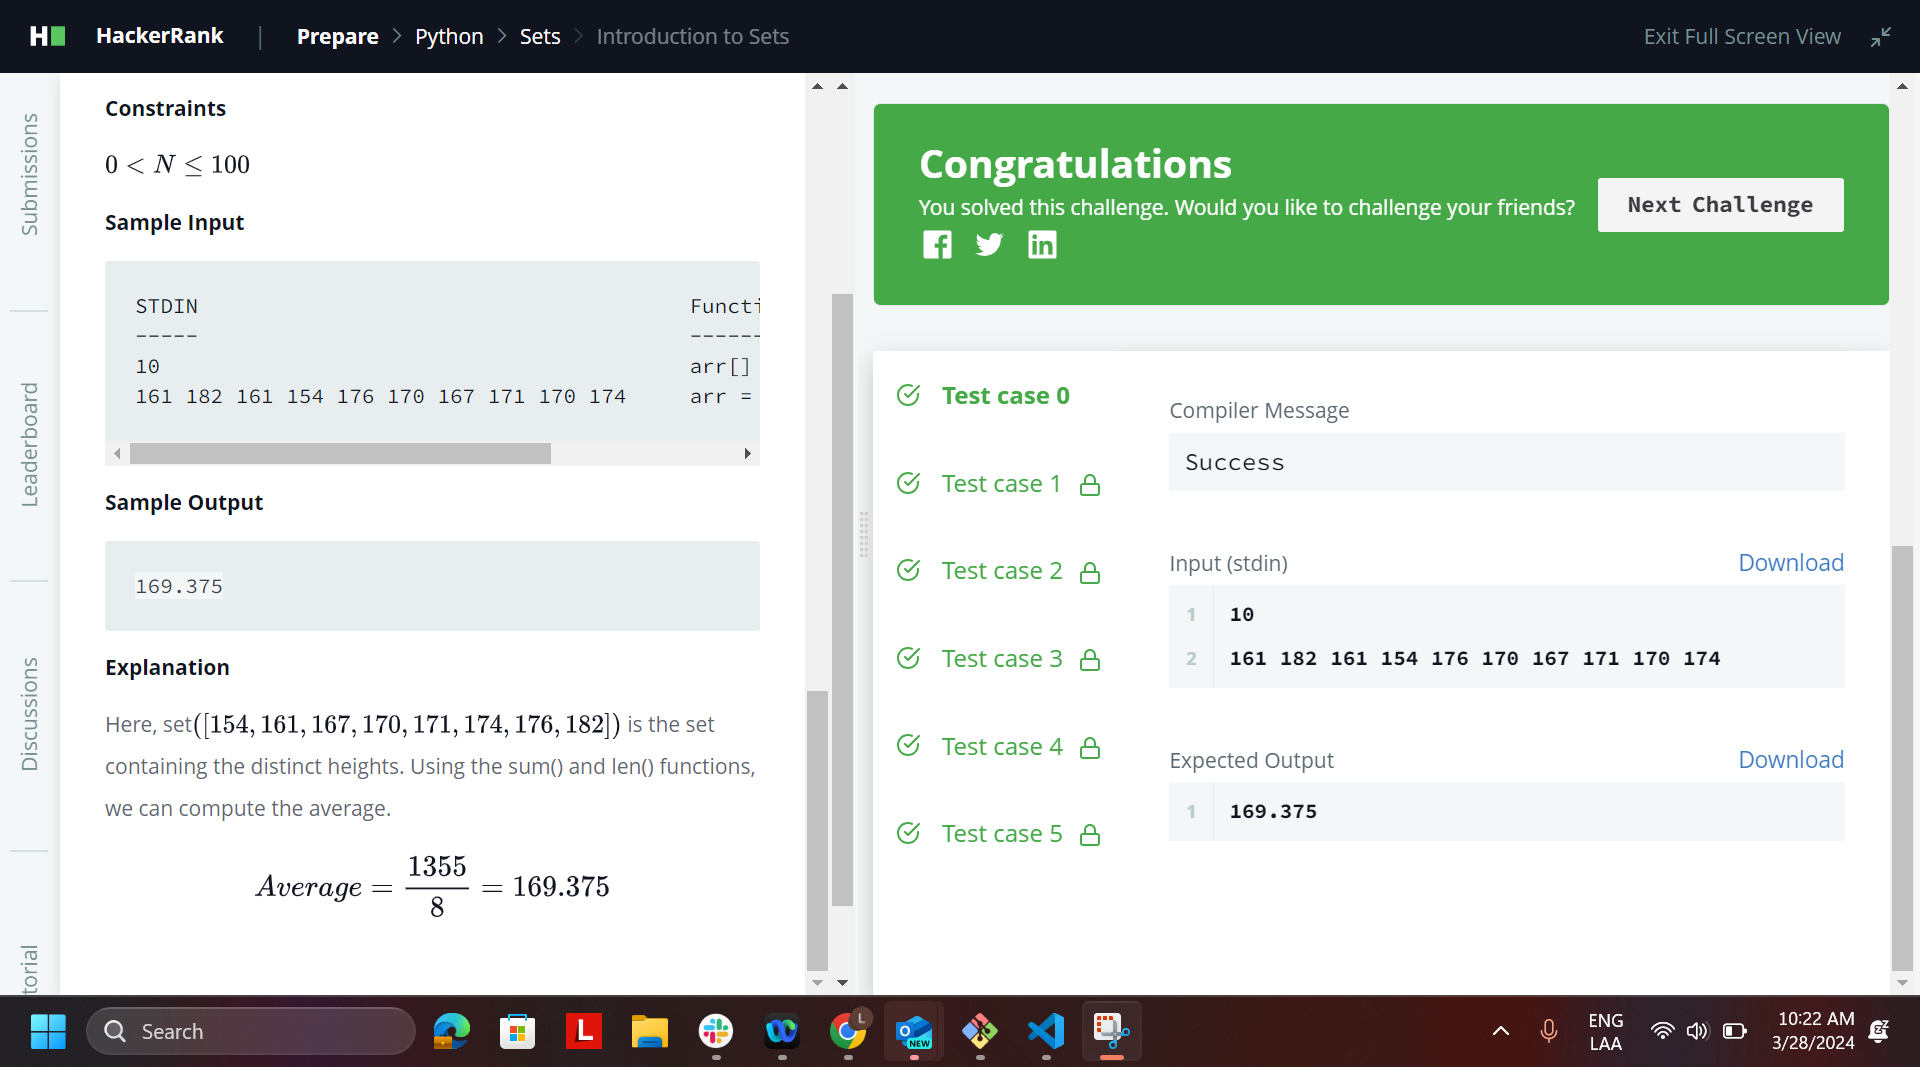 HackerRank
Prepare > Python > Sets > Introduction to Sets
Exit Full Screen View
Submissions
Leaderboard
Discussions
torial
Constraints
0 < N ≤ 100
Sample Input
STDIN Functi
----- ------
10 arr[]
161 182 161 154 176 170 167 171 170 174 arr =
Sample Output
169.375
Explanation
Here, set([154, 161, 167, 170, 171, 174, 176, 182]) is the set
containing the distinct heights. Using the sum() and len() functions,
we can compute the average.
Average = 1355/8 = 169.375
Congratulations
You solved this challenge. Would you like to challenge your friends?
Next Challenge
Test case 0
Test case 1
Test case 2
Test case 3
Test case 4
Test case 5
Compiler Message
Success
Input (stdin)
Download
1 10
2 161 182 161 154 176 170 167 171 170 174
Expected Output
Download
1 169.375
Search
L
L
NEW
ENG
LAA
10:22 AM
3/28/2024